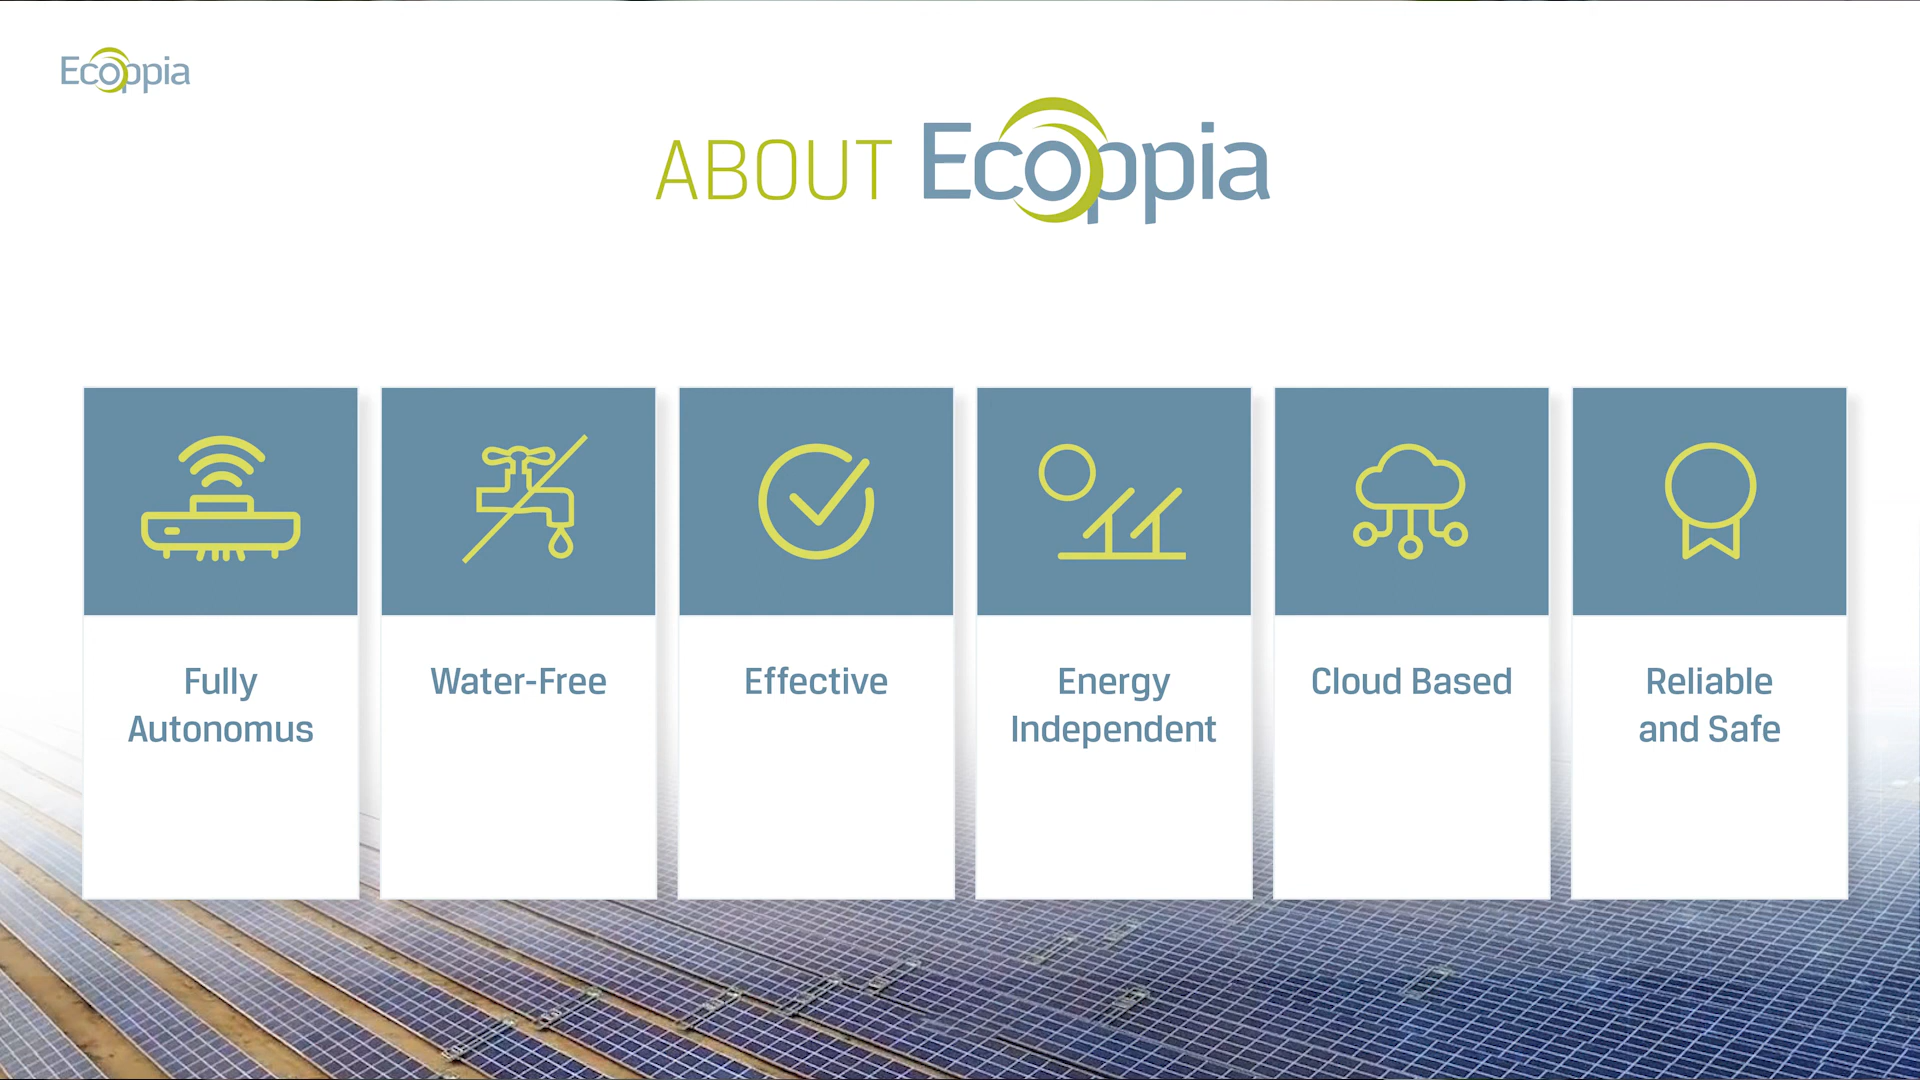 Ecoppia
ABOUT Ecoppia
Fully
Autonomus
Water-Free
Effective
Energy
Independent
Cloud Based
Reliable
and Safe